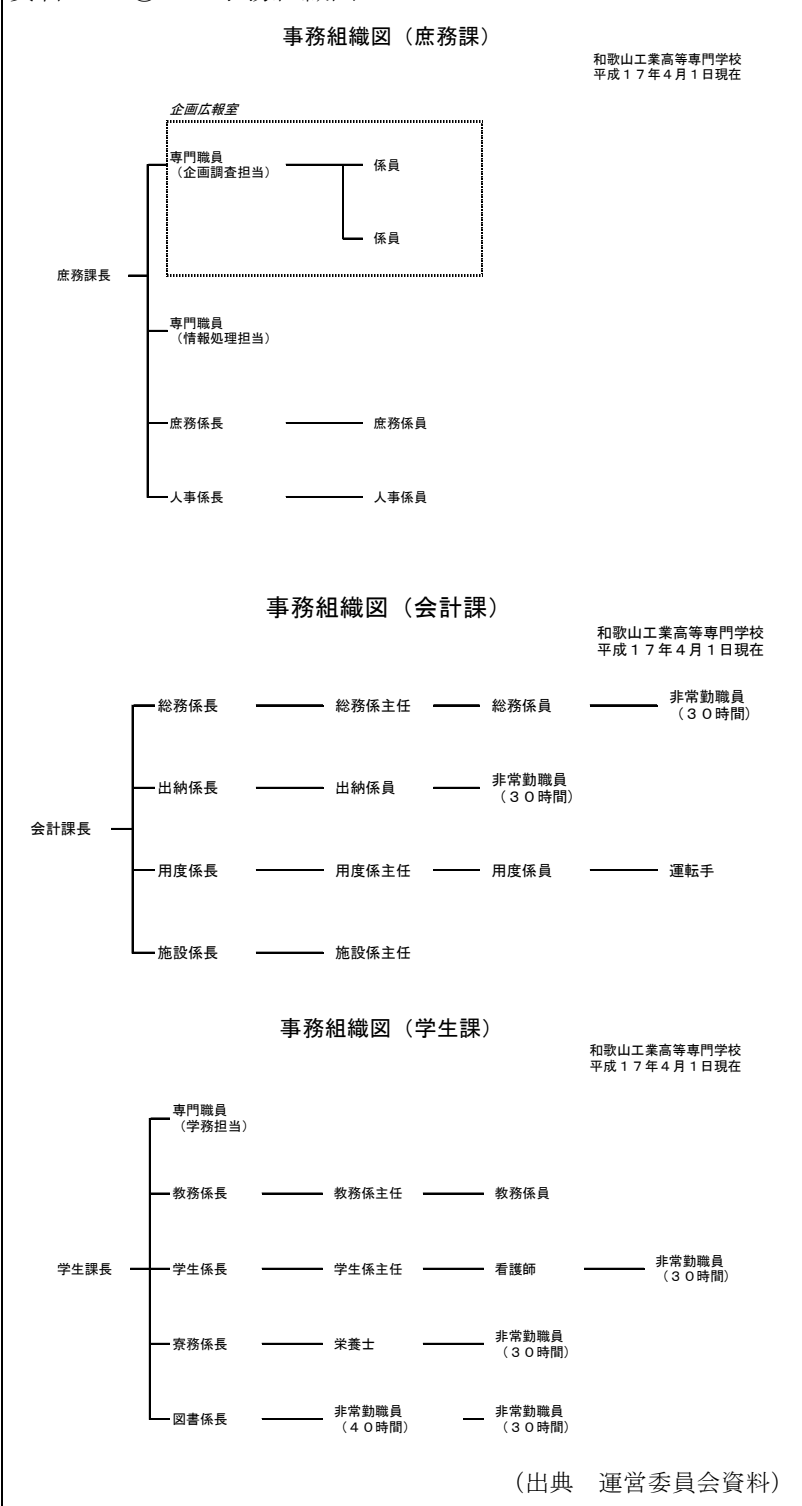 事務組織図（庶務課）
和歌山工業高等専門学校
平成１７年４月１日現在
企画広報室
専門職員
（企画調査担当）
係員
係員
庶務課長
専門職員
（情報処理担当）
庶務係長
庶務係員
人事係長
人事係員
事務組織図（会計課）
和歌山工業高等専門学校
平成１７年４月１日現在
総務係長
総務係主任
総務係員
非常勤職員
（３０時間）
出納係長
出納係員
非常勤職員
（３０時間）
会計課長
用度係長
用度係主任
用度係員
運転手
施設係長
施設係主任
事務組織図（学生課）
和歌山工業高等専門学校
平成１７年４月１日現在
専門職員
（学務担当）
教務係長
教務係主任
教務係員
学生課長
学生係長
学生係主任
看護師
非常勤職員
（３０時間）
寮務係長
栄養士
非常勤職員
（３０時間）
図書係長
非常勤職員
（４０時間）
非常勤職員
（３０時間）
（出典　運営委員会資料）